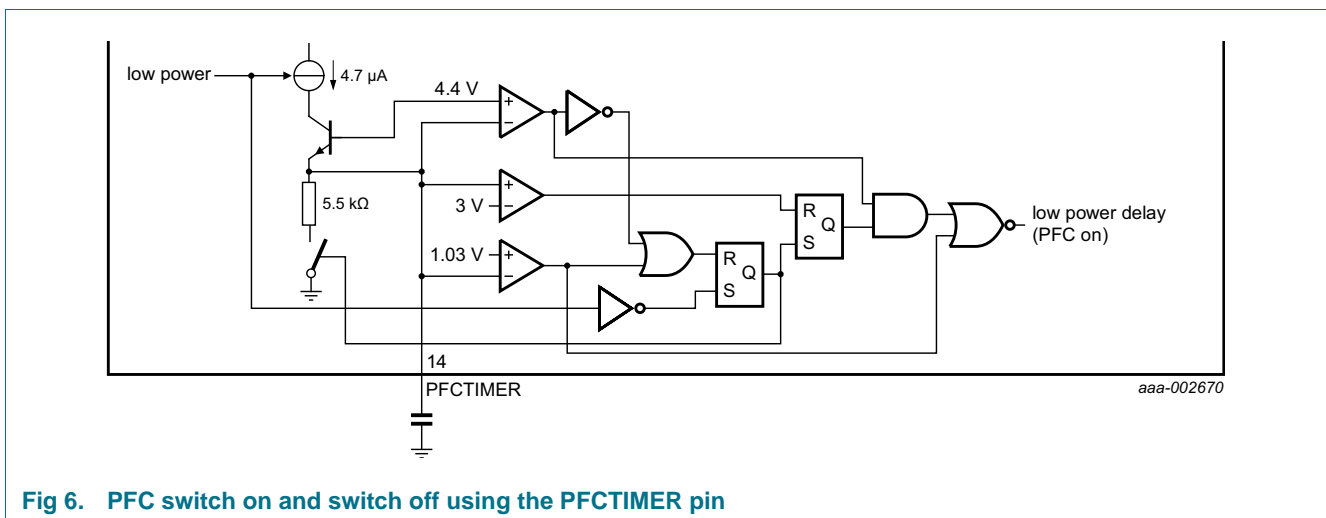 low power
4.7 µA
4.4 V
+
−
5.5 kΩ
+
3 V −
R
Q
S
low power delay
(PFC on)
1.03 V +
−
R
Q
S
14
PFCTIMER
aaa-002670
Fig 6. PFC switch on and switch off using the PFCTIMER pin